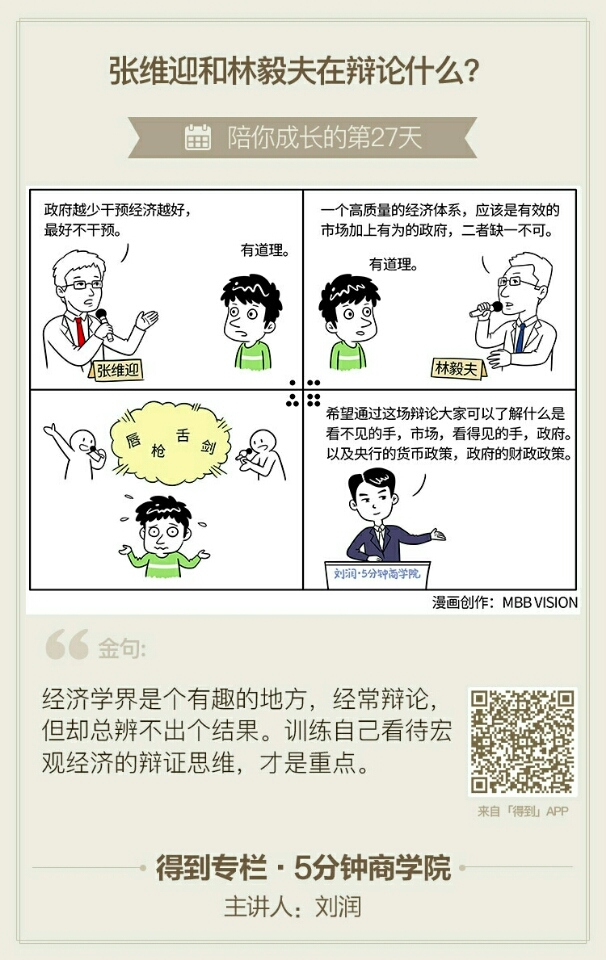 张维迎和林毅夫在辩论什么？
陪你成长的第27天
政府越少干预经济越好，
最好不干预。
有道理。
张维迎
一个高质量的经济体系，应该是有效的
市场加上有为的政府，二者缺一不可。
有道理。
林毅夫
唇枪舌剑
希望通过这场辩论大家可以了解什么是
看不见的手，市场，看得见的手，政府。
以及央行的货币政策，政府的财政政策。
刘润·5分钟商学院
漫画创作：MBB VISION
金句：
经济学界是个有趣的地方，经常辩论，
但却总辨不出个结果。训练自己看待宏
观经济的辩证思维，才是重点。
来自「得到」APP
得到专栏·5分钟商学院
主讲人：刘润